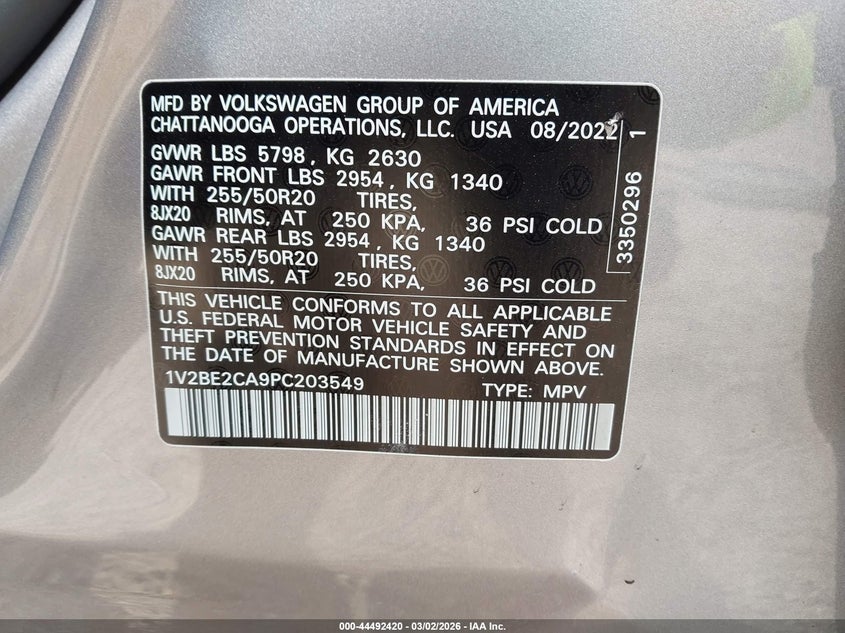 MFD BY VOLKSWAGEN GROUP OF AMERICA
CHATTANOOGA OPERATIONS, LLC. USA 08/2022
GVWR LBS 5798, KG 2630
GAWR FRONT LBS 2954, KG 1340
WITH 255/50R20 TIRES,
8JX20 RIMS, AT 250 KPA, 36 PSI COLD
GAWR REAR LBS 2954, KG 1340
WITH 255/50R20 TIRES,
8JX20 RIMS, AT 250 KPA, 36 PSI COLD
THIS VEHICLE CONFORMS TO ALL APPLICABLE
U.S. FEDERAL MOTOR VEHICLE SAFETY AND
THEFT PREVENTION STANDARDS IN EFFECT ON
THE DATE OF MANUFACTURE SHOWN ABOVE.
1V2BE2CA9PC203549 TYPE: MPV
3350296 1
000-44492420 - 03/02/2026 - IAA Inc.